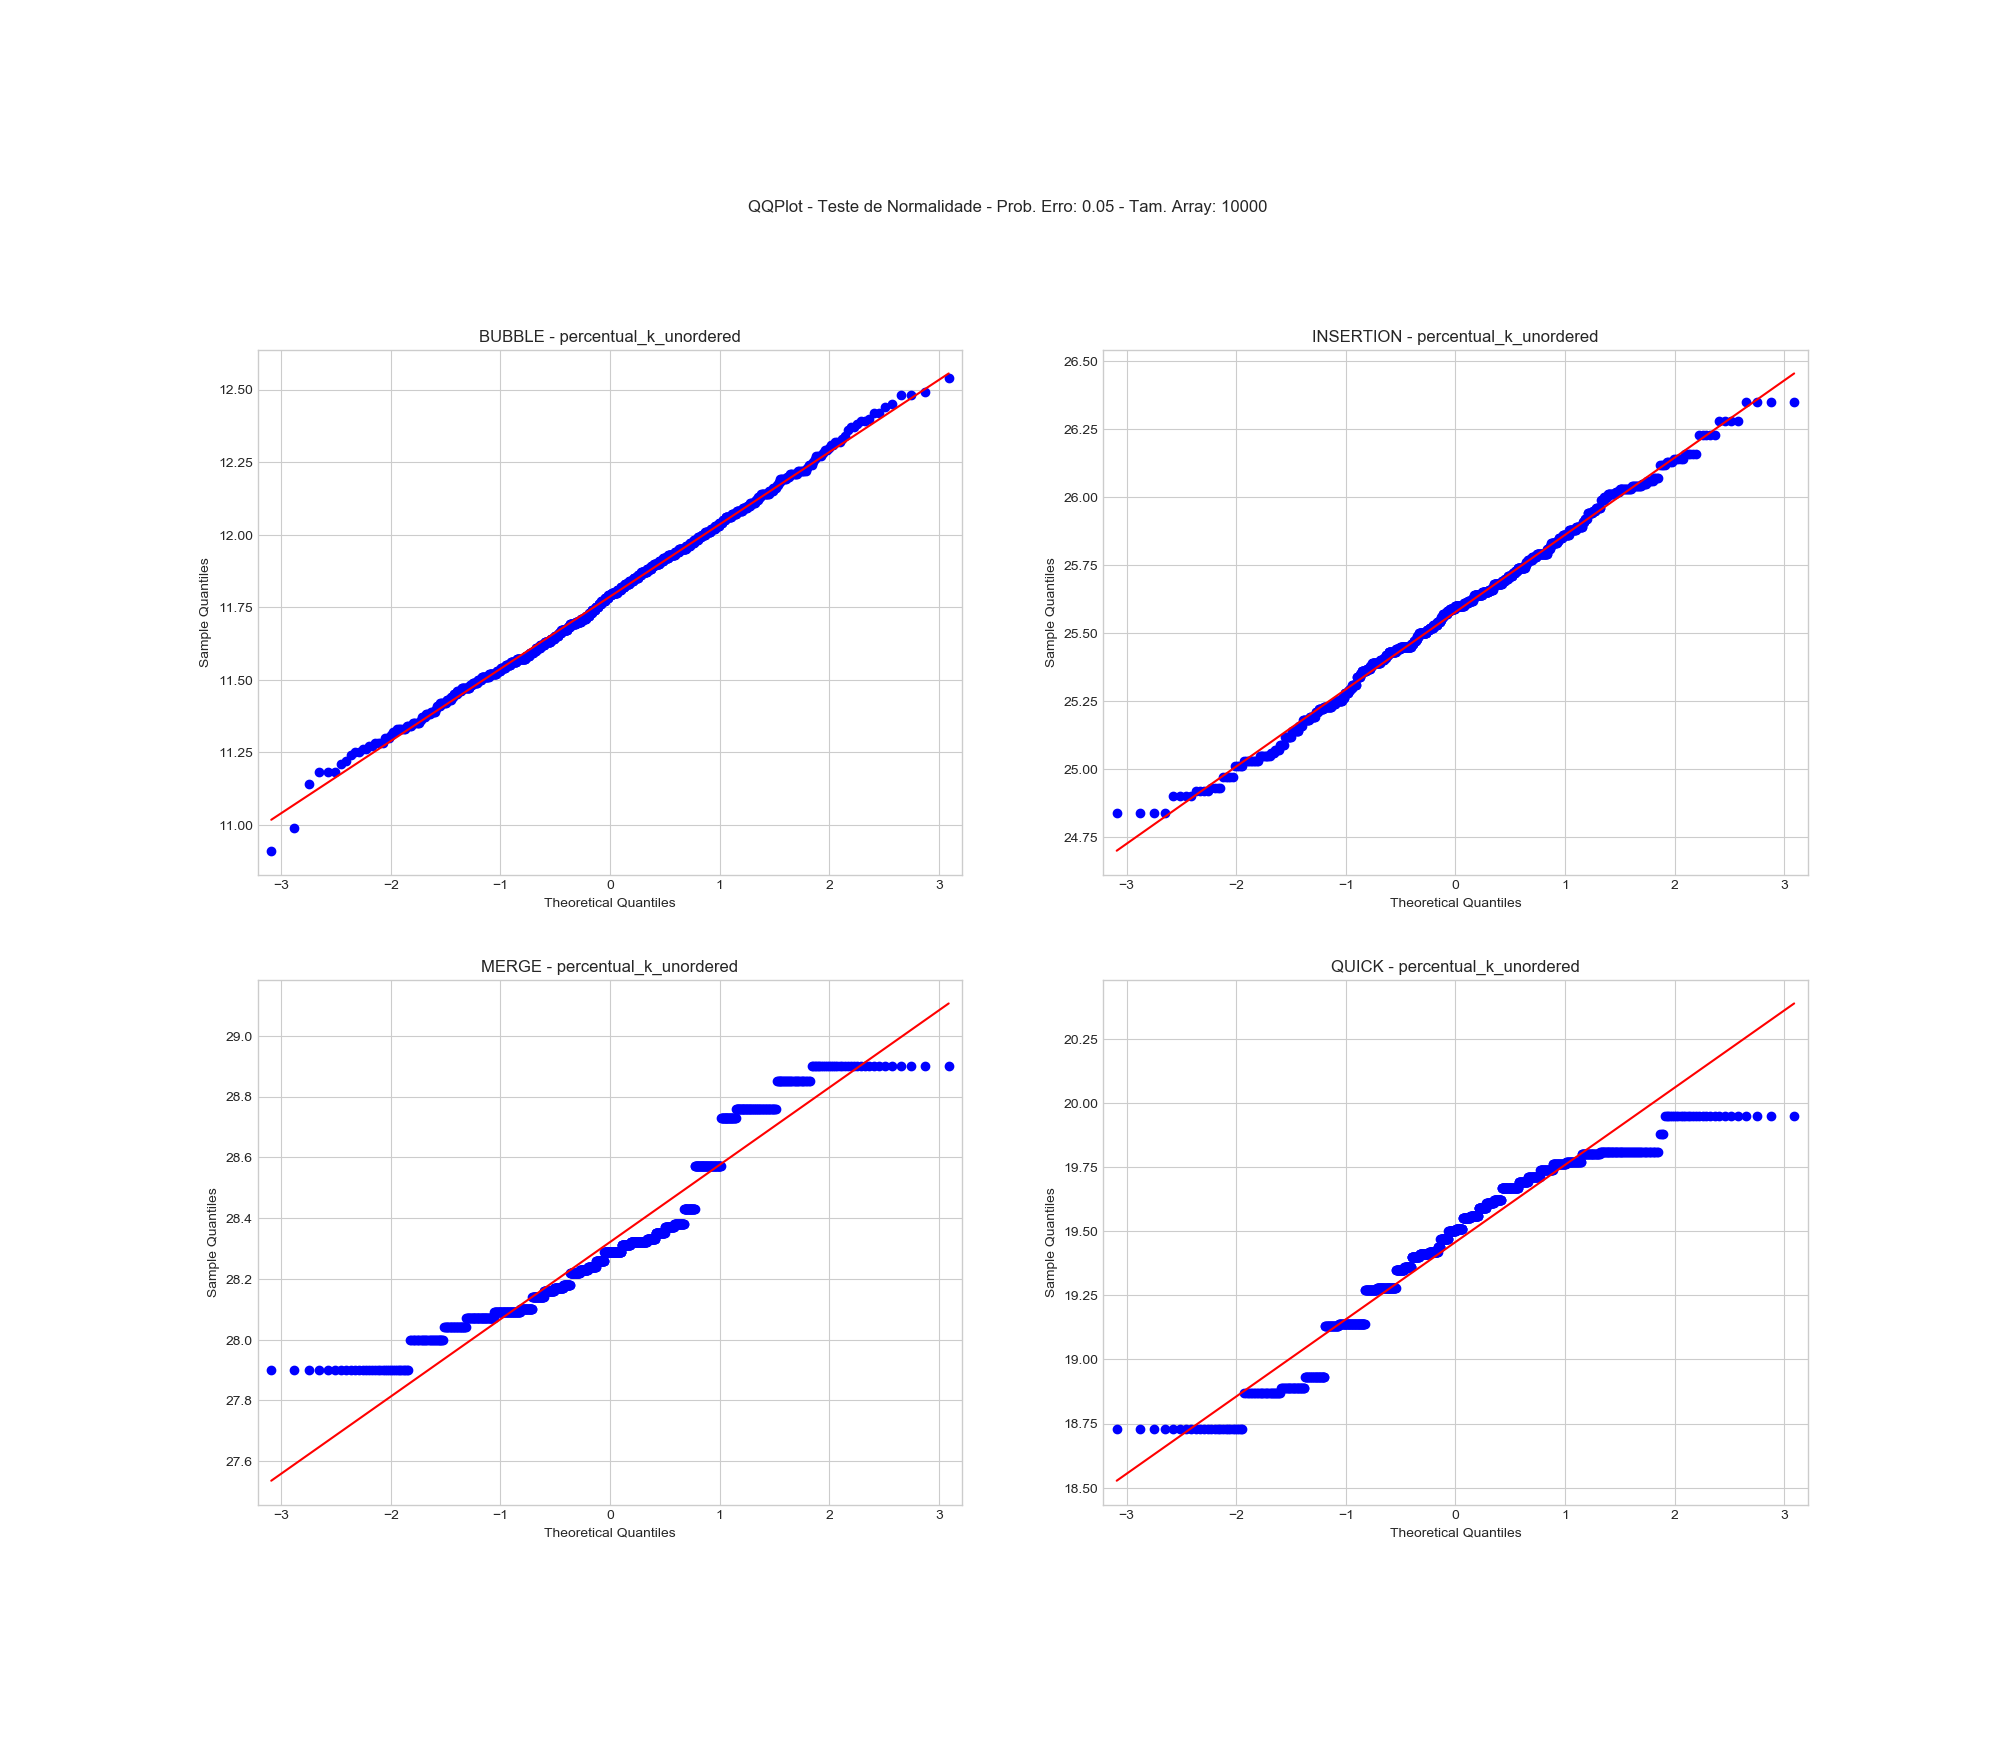 QQPlot - Teste de Normalidade - Prob. Erro: 0.05 - Tam. Array: 10000
BUBBLE - percentual_k_unordered
12.50
12.25
12.00
11.75
11.50
11.25
11.00
Sample Quantiles
−3 −2 −1 0 1 2 3
Theoretical Quantiles
INSERTION - percentual_k_unordered
26.50
26.25
26.00
25.75
25.50
25.25
25.00
24.75
Sample Quantiles
−3 −2 −1 0 1 2 3
Theoretical Quantiles
MERGE - percentual_k_unordered
29.0
28.8
28.6
28.4
28.2
28.0
27.8
27.6
Sample Quantiles
−3 −2 −1 0 1 2 3
Theoretical Quantiles
QUICK - percentual_k_unordered
20.25
20.00
19.75
19.50
19.25
19.00
18.75
18.50
Sample Quantiles
−3 −2 −1 0 1 2 3
Theoretical Quantiles